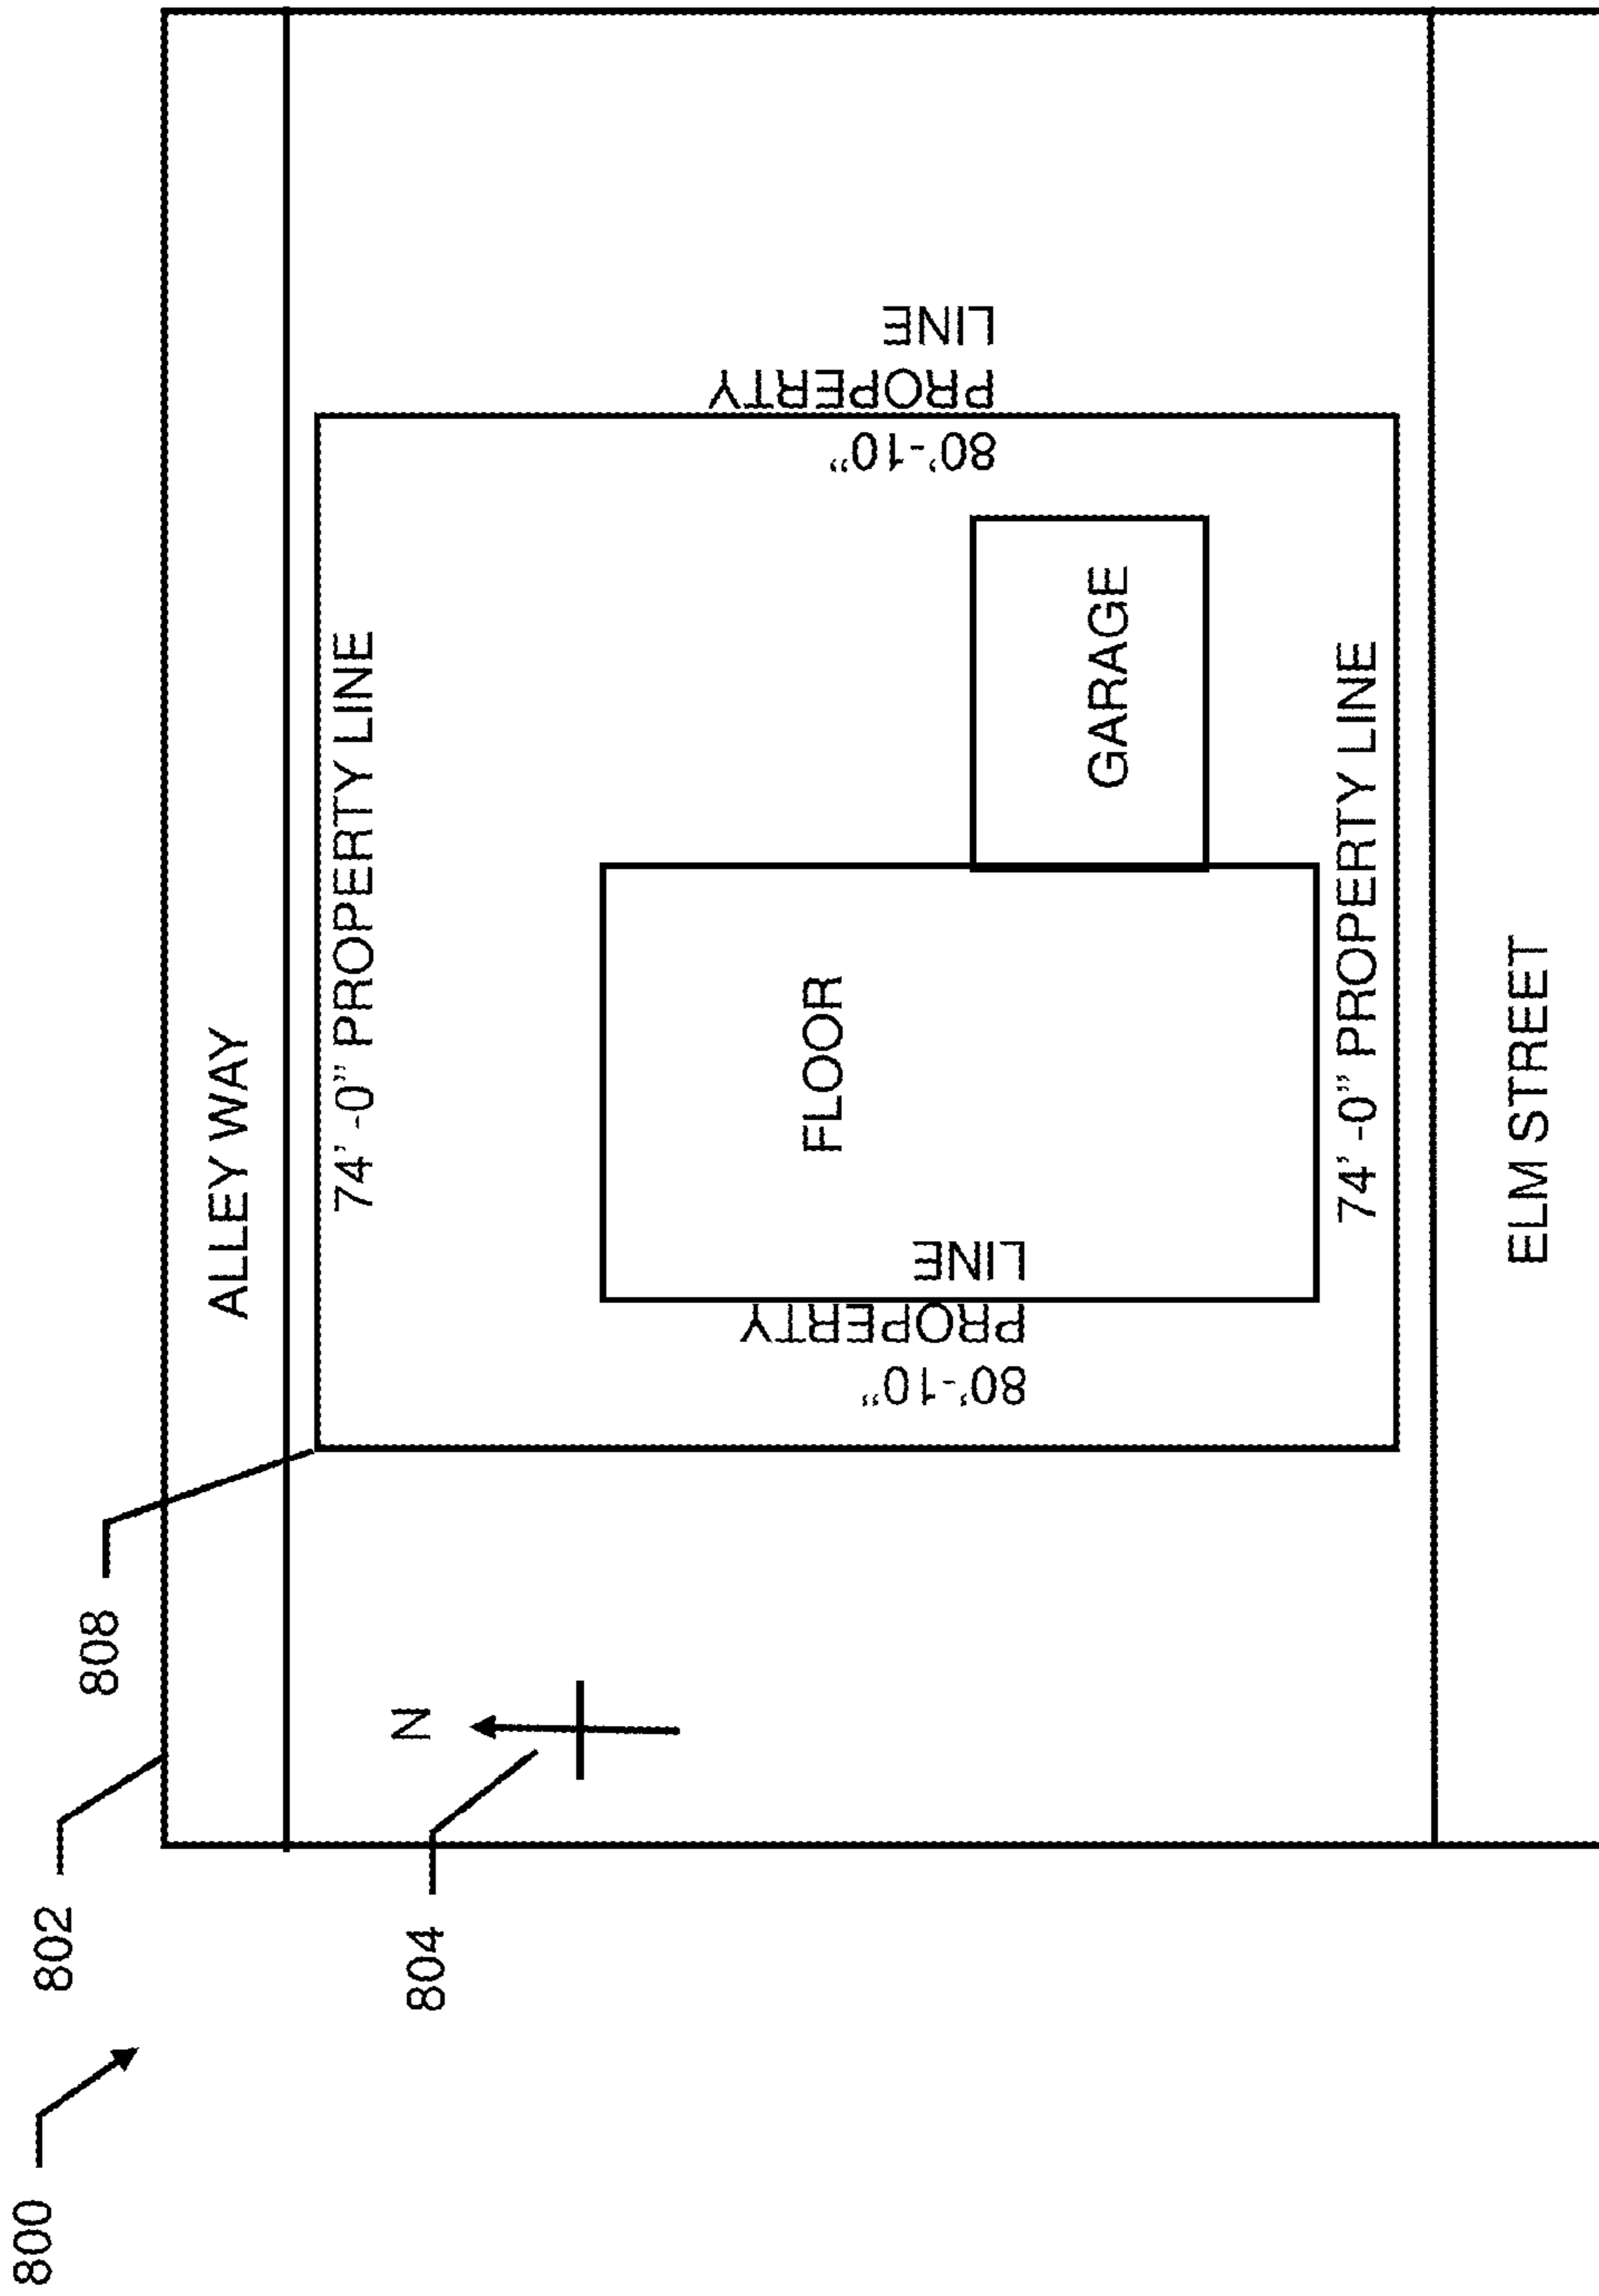 800
802
808
ALLEY WAY
74' -0” PROPERTY LINE
N
804
80'-10”
PROPERTY
LINE
FLOOR
80'-10”
PROPERTY
LINE
GARAGE
74' -0” PROPERTY LINE
ELM STREET